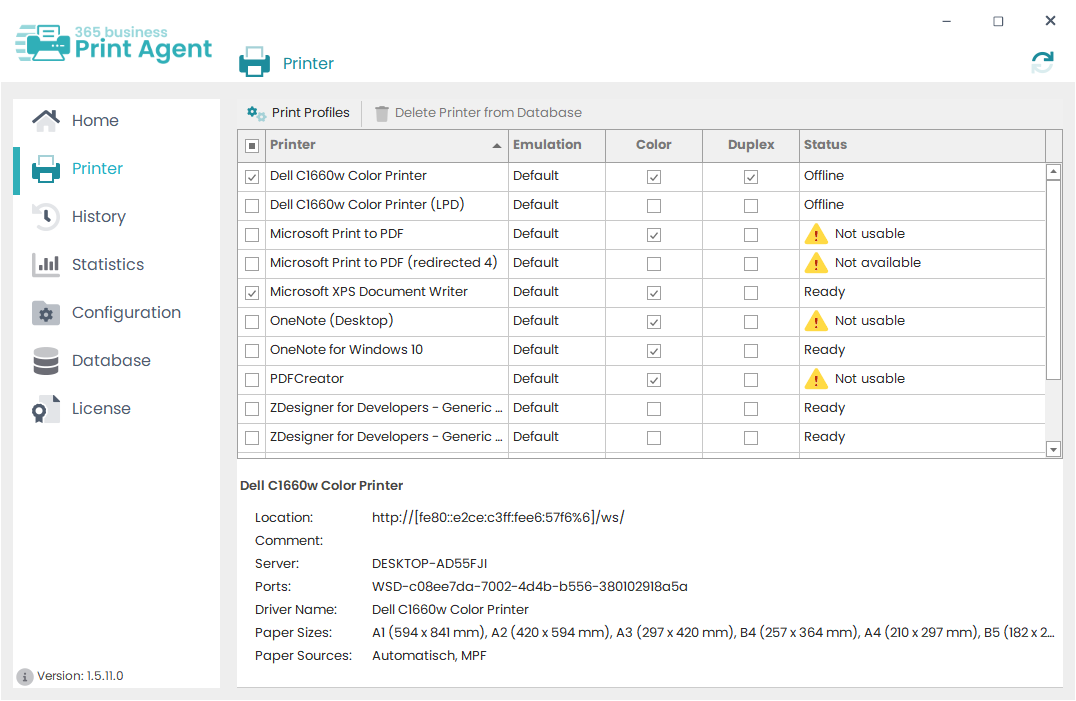 365 business
Print Agent
Printer
Home
Printer
History
Statistics
Configuration
Database
License
Version: 1.5.11.0
Print Profiles Delete Printer from Database
Printer Emulation Color Duplex Status
Dell C1660w Color Printer Default Offline
Dell C1660w Color Printer (LPD) Default Offline
Microsoft Print to PDF Default Not usable
Microsoft Print to PDF (redirected 4) Default Not available
Microsoft XPS Document Writer Default Ready
OneNote (Desktop) Default Not usable
OneNote for Windows 10 Default Ready
PDFCreator Default Not usable
ZDesigner for Developers - Generic ... Default Ready
ZDesigner for Developers - Generic ... Default Ready
Dell C1660w Color Printer
Location: http://[fe80::e2ce:c3ff:fee6:57f6%6]/ws/
Comment:
Server: DESKTOP-AD55FJI
Ports: WSD-c08ee7da-7002-4d4b-b556-380102918a5a
Driver Name: Dell C1660w Color Printer
Paper Sizes: A1 (594 x 841 mm), A2 (420 x 594 mm), A3 (297 x 420 mm), B4 (257 x 364 mm), A4 (210 x 297 mm), B5 (182 x 2...
Paper Sources: Automatisch, MPF